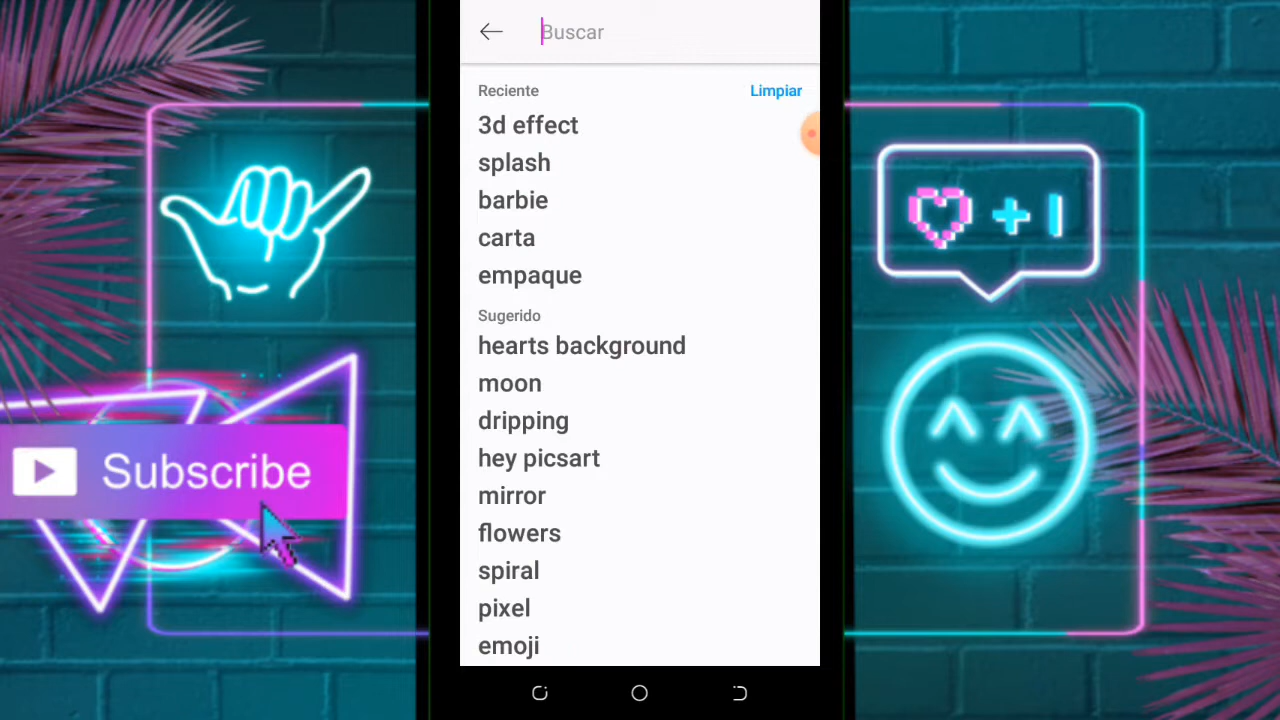 Buscar
Reciente
Limpiar
3d effect
splash
barbie
carta
empaque
Sugerido
hearts background
moon
dripping
hey picsart
mirror
flowers
spiral
pixel
emoji
Subscribe
+ 1